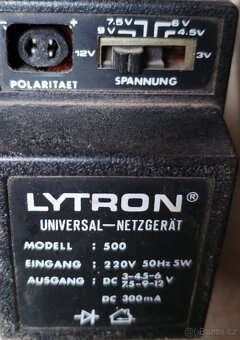 7.5V 6V
9V 4.5V
- + 12V 3V
POLARITAET SPANNUNG
LYTRON®
UNIVERSAL-NETZGERÄT
MODELL : 500
EINGANG : 220V 50Hz 5W
AUSGANG : DC 3-4.5-6 V
7.5-9-12
DC 300mA